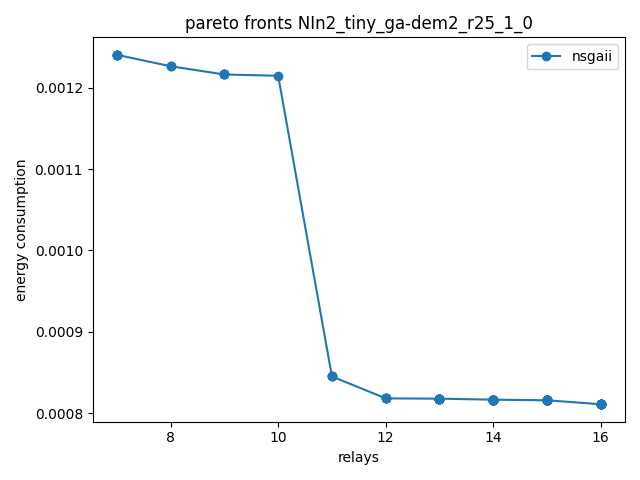 pareto fronts NIn2_tiny_ga-dem2_r25_1_0
nsgaii
energy consumption
0.0012
0.0011
0.0010
0.0009
0.0008
8 10 12 14 16
relays